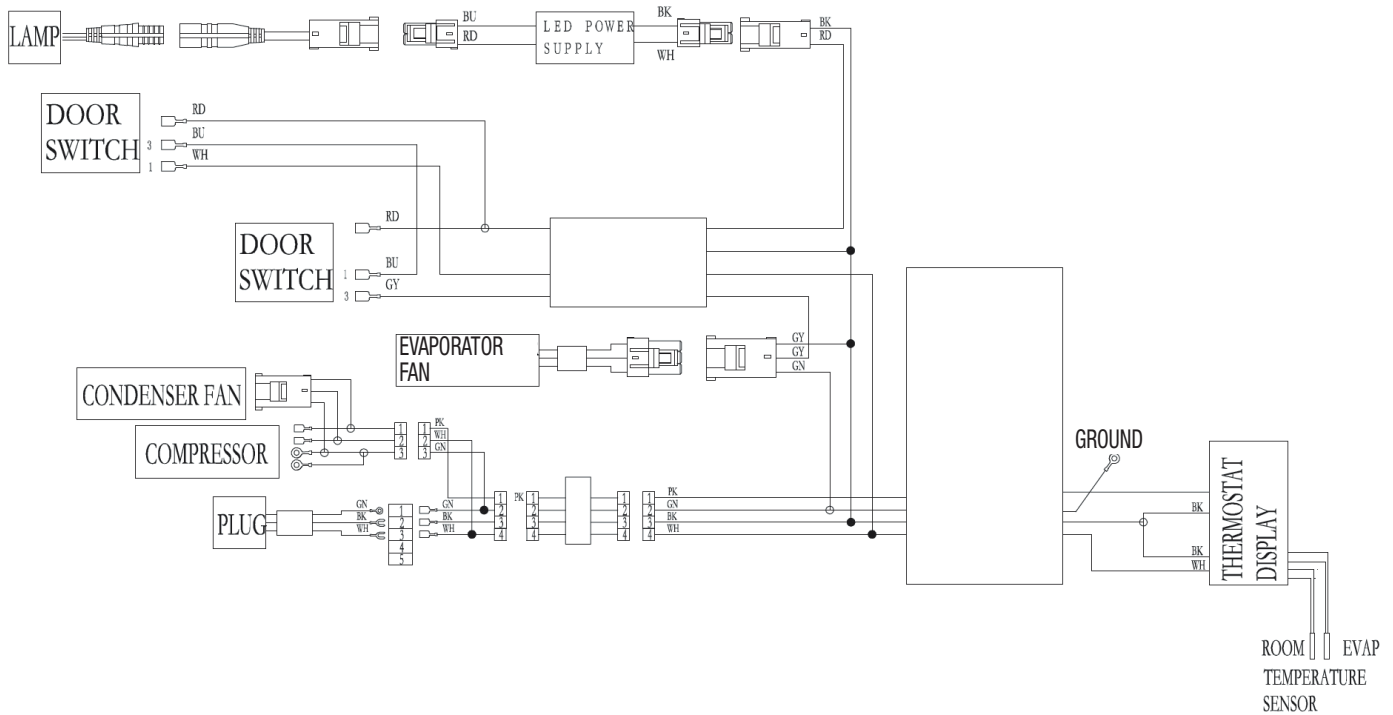 LAMP
BU
RD
LED POWER
SUPPLY
BK
WH
BK
RD
DOOR
SWITCH
RD
3
BU
1
WH
DOOR
SWITCH
RD
1
BU
3
GY
EVAPORATOR
FAN
GY
GY
GN
CONDENSER FAN
COMPRESSOR
1
2
3
1
2
3
PK
WH
GN
PLUG
GN
BK
WH
1
2
3
4
5
GN
BK
WH
1
2
3
4
PK
1
2
3
4
1
2
3
4
1
2
3
4
PK
GN
BK
WH
GROUND
BK
BK
WH
THERMOSTAT
DISPLAY
ROOM
EVAP
TEMPERATURE
SENSOR